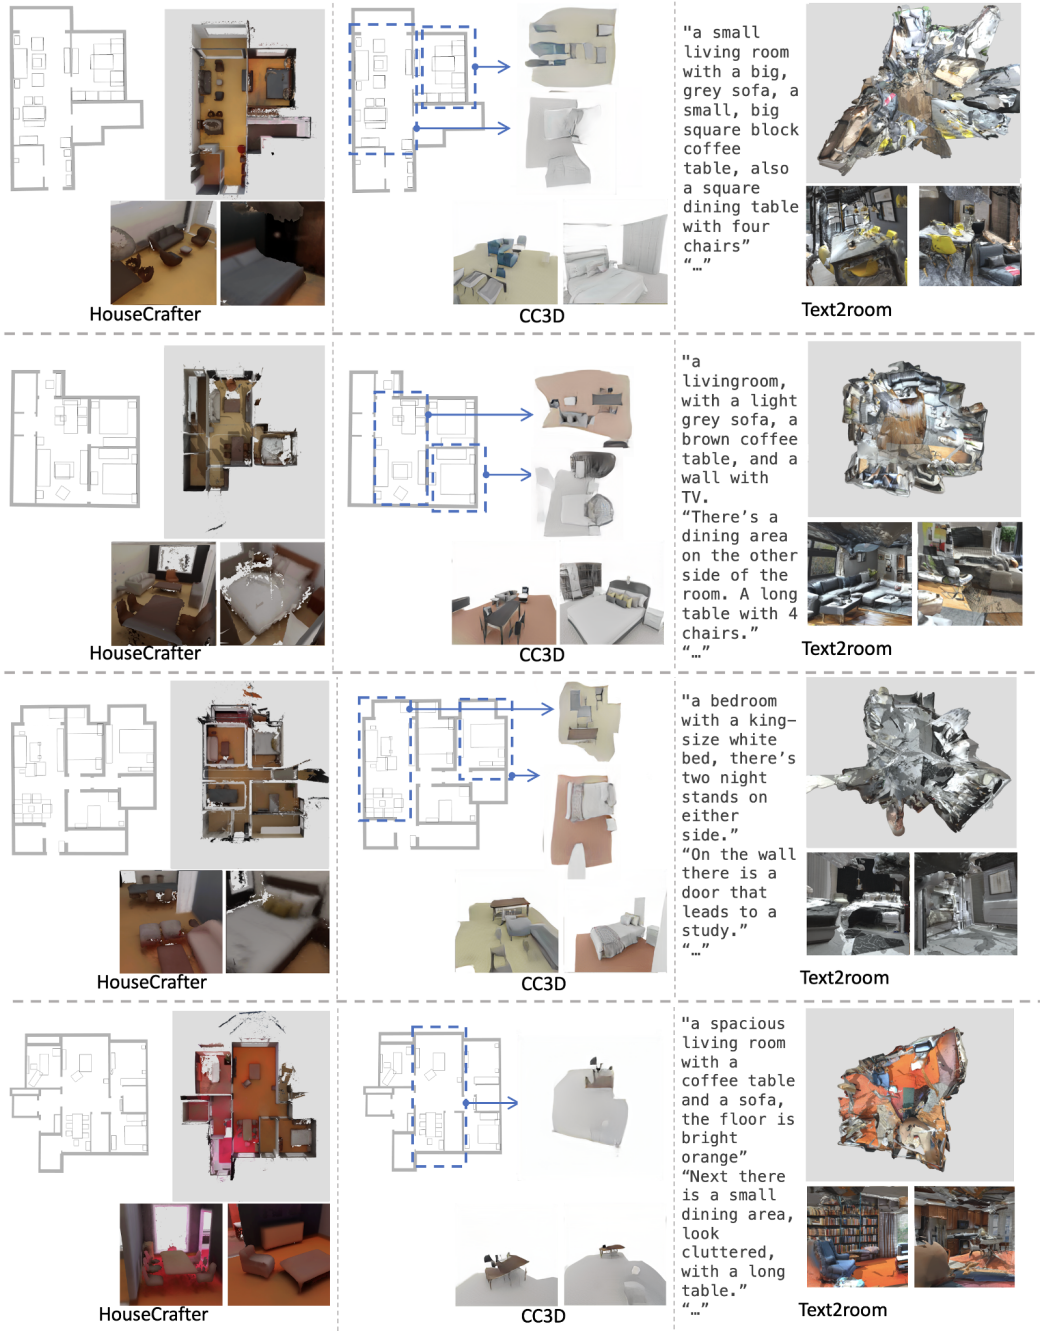 "a small
living room
with a big,
grey sofa, a
small, big
square block
coffee
table, also
a square
dining table
with four
chairs”
“…”
HouseCrafter
CC3D
Text2room
"a
livingroom,
with a light
grey sofa, a
brown coffee
table, and a
wall with
TV.
“There’s a
dining area
on the other
side of the
room. A long
table with 4
chairs.”
“…”
HouseCrafter
CC3D
Text2room
"a bedroom
with a king-
size white
bed, there’s
two night
stands on
either
side.”
“On the wall
there is a
door that
leads to a
study.”
“…”
HouseCrafter
CC3D
Text2room
"a spacious
living room
with a
coffee table
and a sofa,
the floor is
bright
orange”
“Next there
is a small
dining area,
look
cluttered,
with a long
table.”
“…”
HouseCrafter
CC3D
Text2room